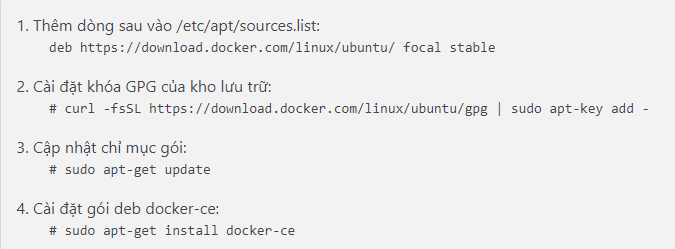 1. Thêm dòng sau vào /etc/apt/sources.list:
deb https://download.docker.com/linux/ubuntu/ focal stable
2. Cài đặt khóa GPG của kho lưu trữ:
# curl -fsSL https://download.docker.com/linux/ubuntu/gpg | sudo apt-key add -
3. Cập nhật chỉ mục gói:
# sudo apt-get update
4. Cài đặt gói deb docker-ce:
# sudo apt-get install docker-ce